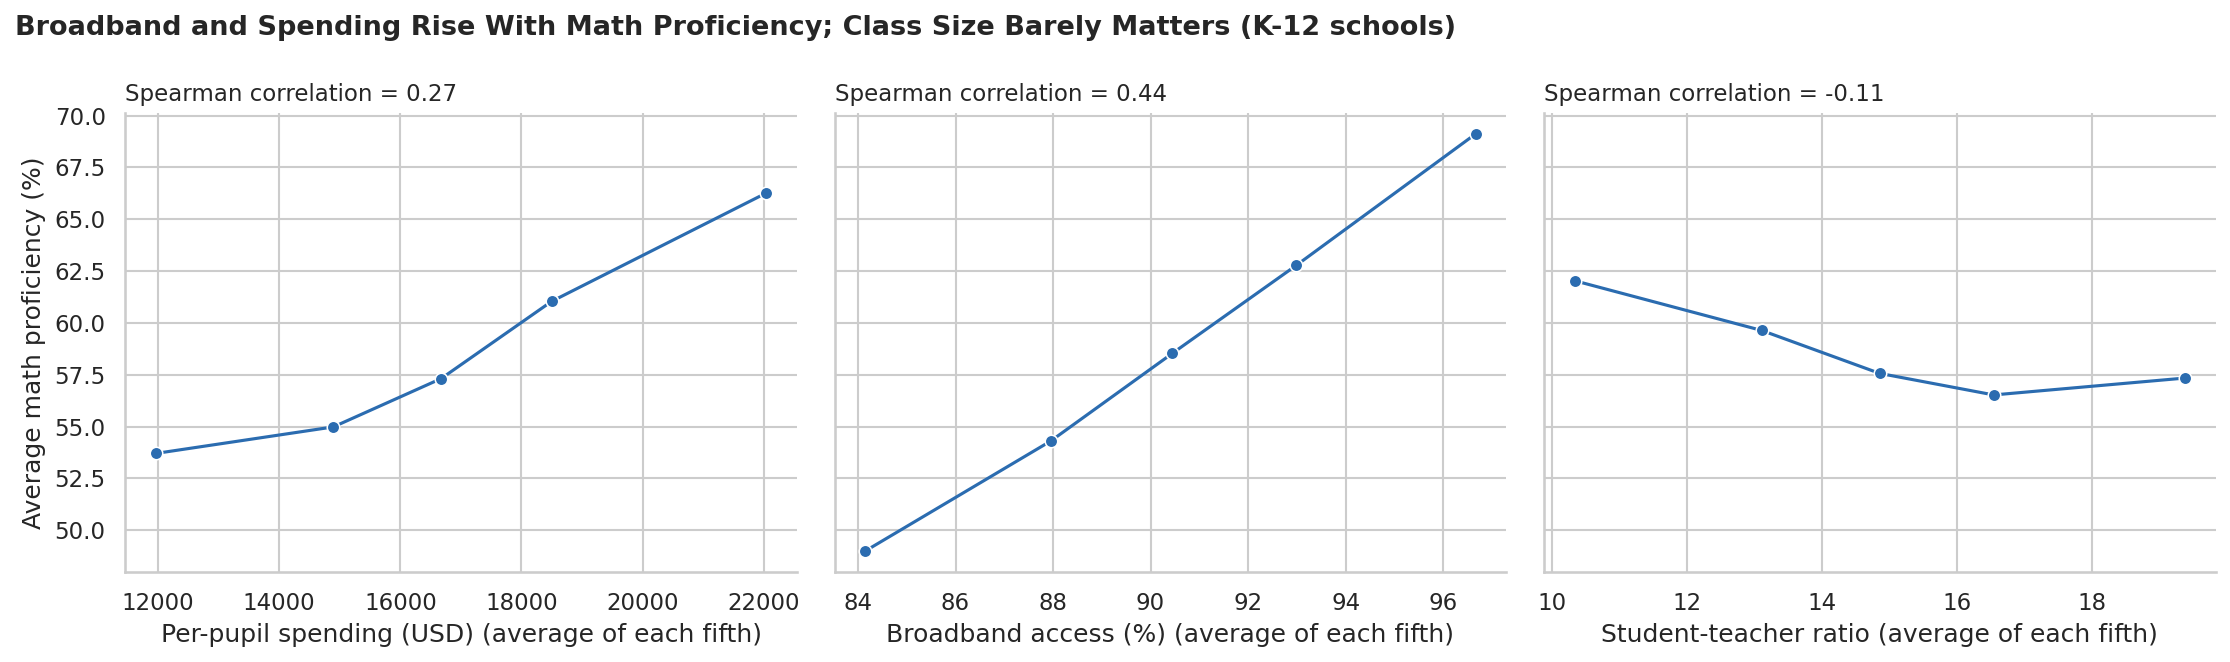 Broadband and Spending Rise With Math Proficiency; Class Size Barely Matters (K-12 schools)
Spearman correlation = 0.27
Spearman correlation = 0.44
Spearman correlation = -0.11
Average math proficiency (%)
70.0
67.5
65.0
62.5
60.0
57.5
55.0
52.5
50.0
12000 14000 16000 18000 20000 22000
84 86 88 90 92 94 96
10 12 14 16 18
Per-pupil spending (USD) (average of each fifth)
Broadband access (%) (average of each fifth)
Student-teacher ratio (average of each fifth)